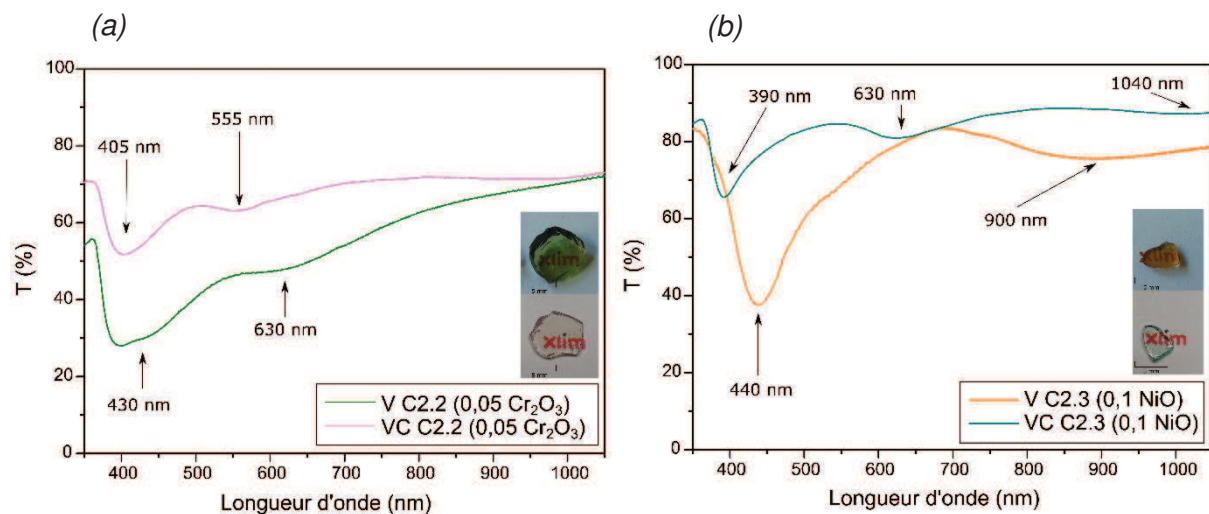 (a)
T (%)
100
80
60
40
20
0
405 nm
555 nm
430 nm
630 nm
xlim
xlim
V C2.2 (0,05 Cr₂O₃)
VC C2.2 (0,05 Cr₂O₃)
400 500 600 700 800 900 1000
Longueur d'onde (nm)
(b)
T (%)
100
80
60
40
20
0
390 nm
630 nm
1040 nm
440 nm
900 nm
xlim
xlim
V C2.3 (0,1 NiO)
VC C2.3 (0,1 NiO)
400 500 600 700 800 900 1000
Longueur d'onde (nm)